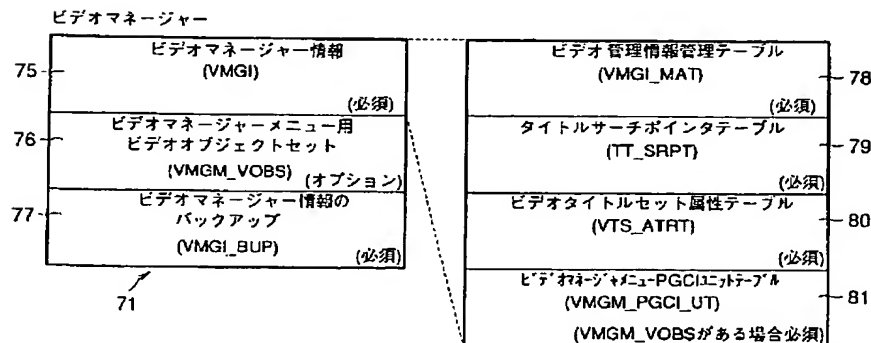 ビデオマネージャー
75
ビデオマネージャー情報
(VMGI)
(必須)
76
ビデオマネージャーメニュー用
ビデオオブジェクトセット
(VMGM_VOBS)
(オプション)
77
ビデオマネージャー情報の
バックアップ
(VMGI_BUP)
(必須)
71
ビデオ管理情報管理テーブル
(VMGI_MAT)
(必須)
78
タイトルサーチポインタテーブル
(TT_SRPT)
(必須)
79
ビデオタイトルセット属性テーブル
(VTS_ATRT)
(必須)
80
ビデオマネージャメニューPGCIユニットテーブル
(VMGM_PGCI_UT)
(VMGM_VOBSがある場合必須)
81